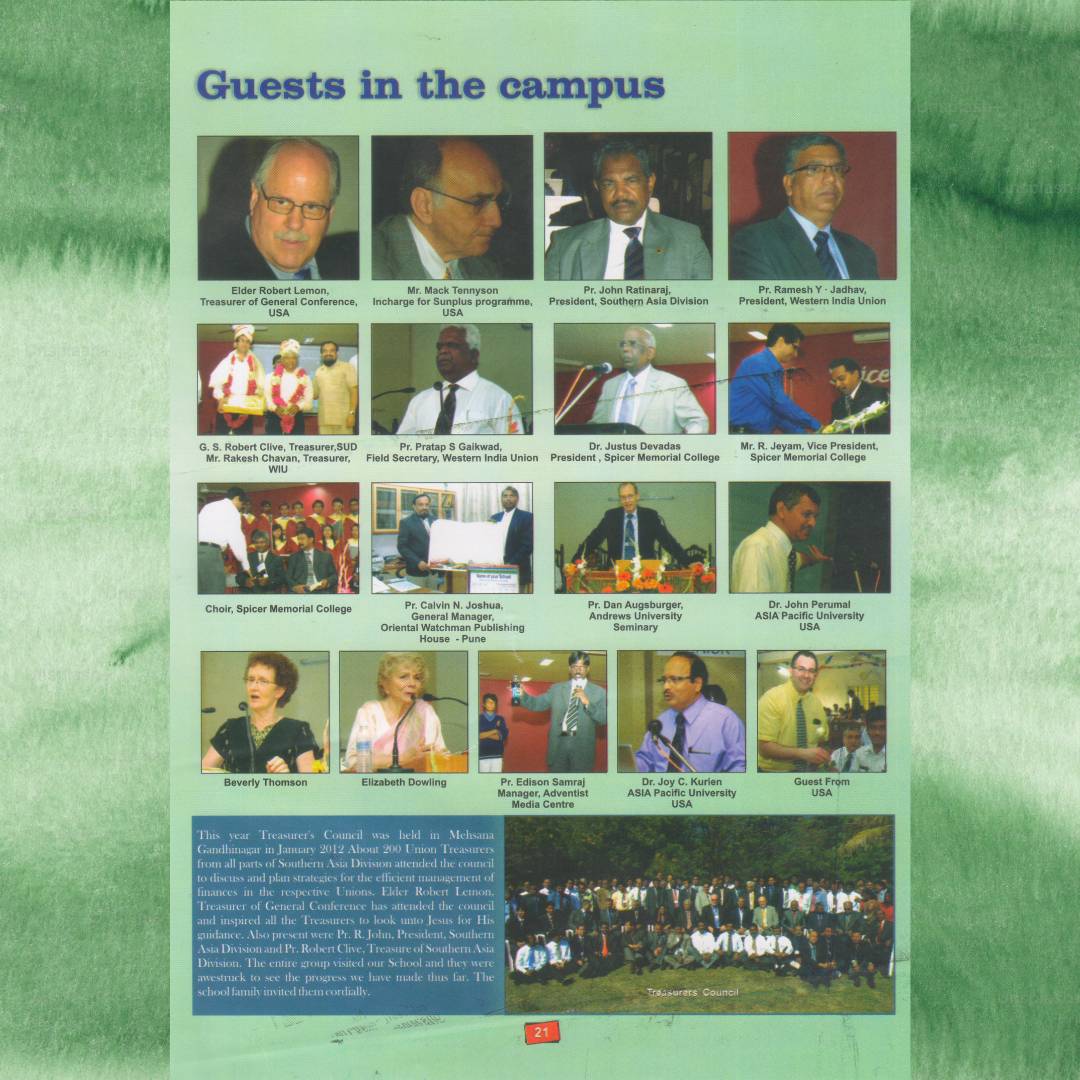 Guests in the campus
Elder Robert Lemon,
Treasurer of General Conference,
USA
Mr. Mack Tennyson
Incharge for Sunplus programme,
USA
Pr. John Ratinaraj,
President, Southern Asia Division
Pr. Ramesh Y · Jadhav,
President, Western India Union
G. S. Robert Clive, Treasurer,SUD
Mr. Rakesh Chavan, Treasurer,
WIU
Pr. Pratap S Gaikwad,
Field Secretary, Western India Union
Dr. Justus Devadas
President , Spicer Memorial College
Mr. R. Jeyam, Vice President,
Spicer Memorial College
Choir, Spicer Memorial College
Pr. Calvin N. Joshua,
General Manager,
Oriental Watchman Publishing
House - Pune
Pr. Dan Augsburger,
Andrews University
Seminary
Dr. John Perumal
ASIA Pacific University
USA
Beverly Thomson
Elizabeth Dowling
Pr. Edison Samraj
Manager, Adventist
Media Centre
Dr. Joy C. Kurien
ASIA Pacific University
USA
Guest From
USA
This year Treasurer's Council was held in Mehsana
Gandhinagar in January 2012 About 200 Union Treasurers
from all parts of Southern Asia Division attended the council
to discuss and plan strategies for the efficient management of
finances in the respective Unions. Elder Robert Lemon,
Treasurer of General Conference has attended the council
and inspired all the Treasurers to look unto Jesus for His
guidance. Also present were Pr. R. John, President, Southern
Asia Division and Pr. Robert Clive, Treasure of Southern Asia
Division. The entire group visited our School and they were
awestruck to see the progress we have made thus far. The
school family invited them cordially.
Treasurers Council
21